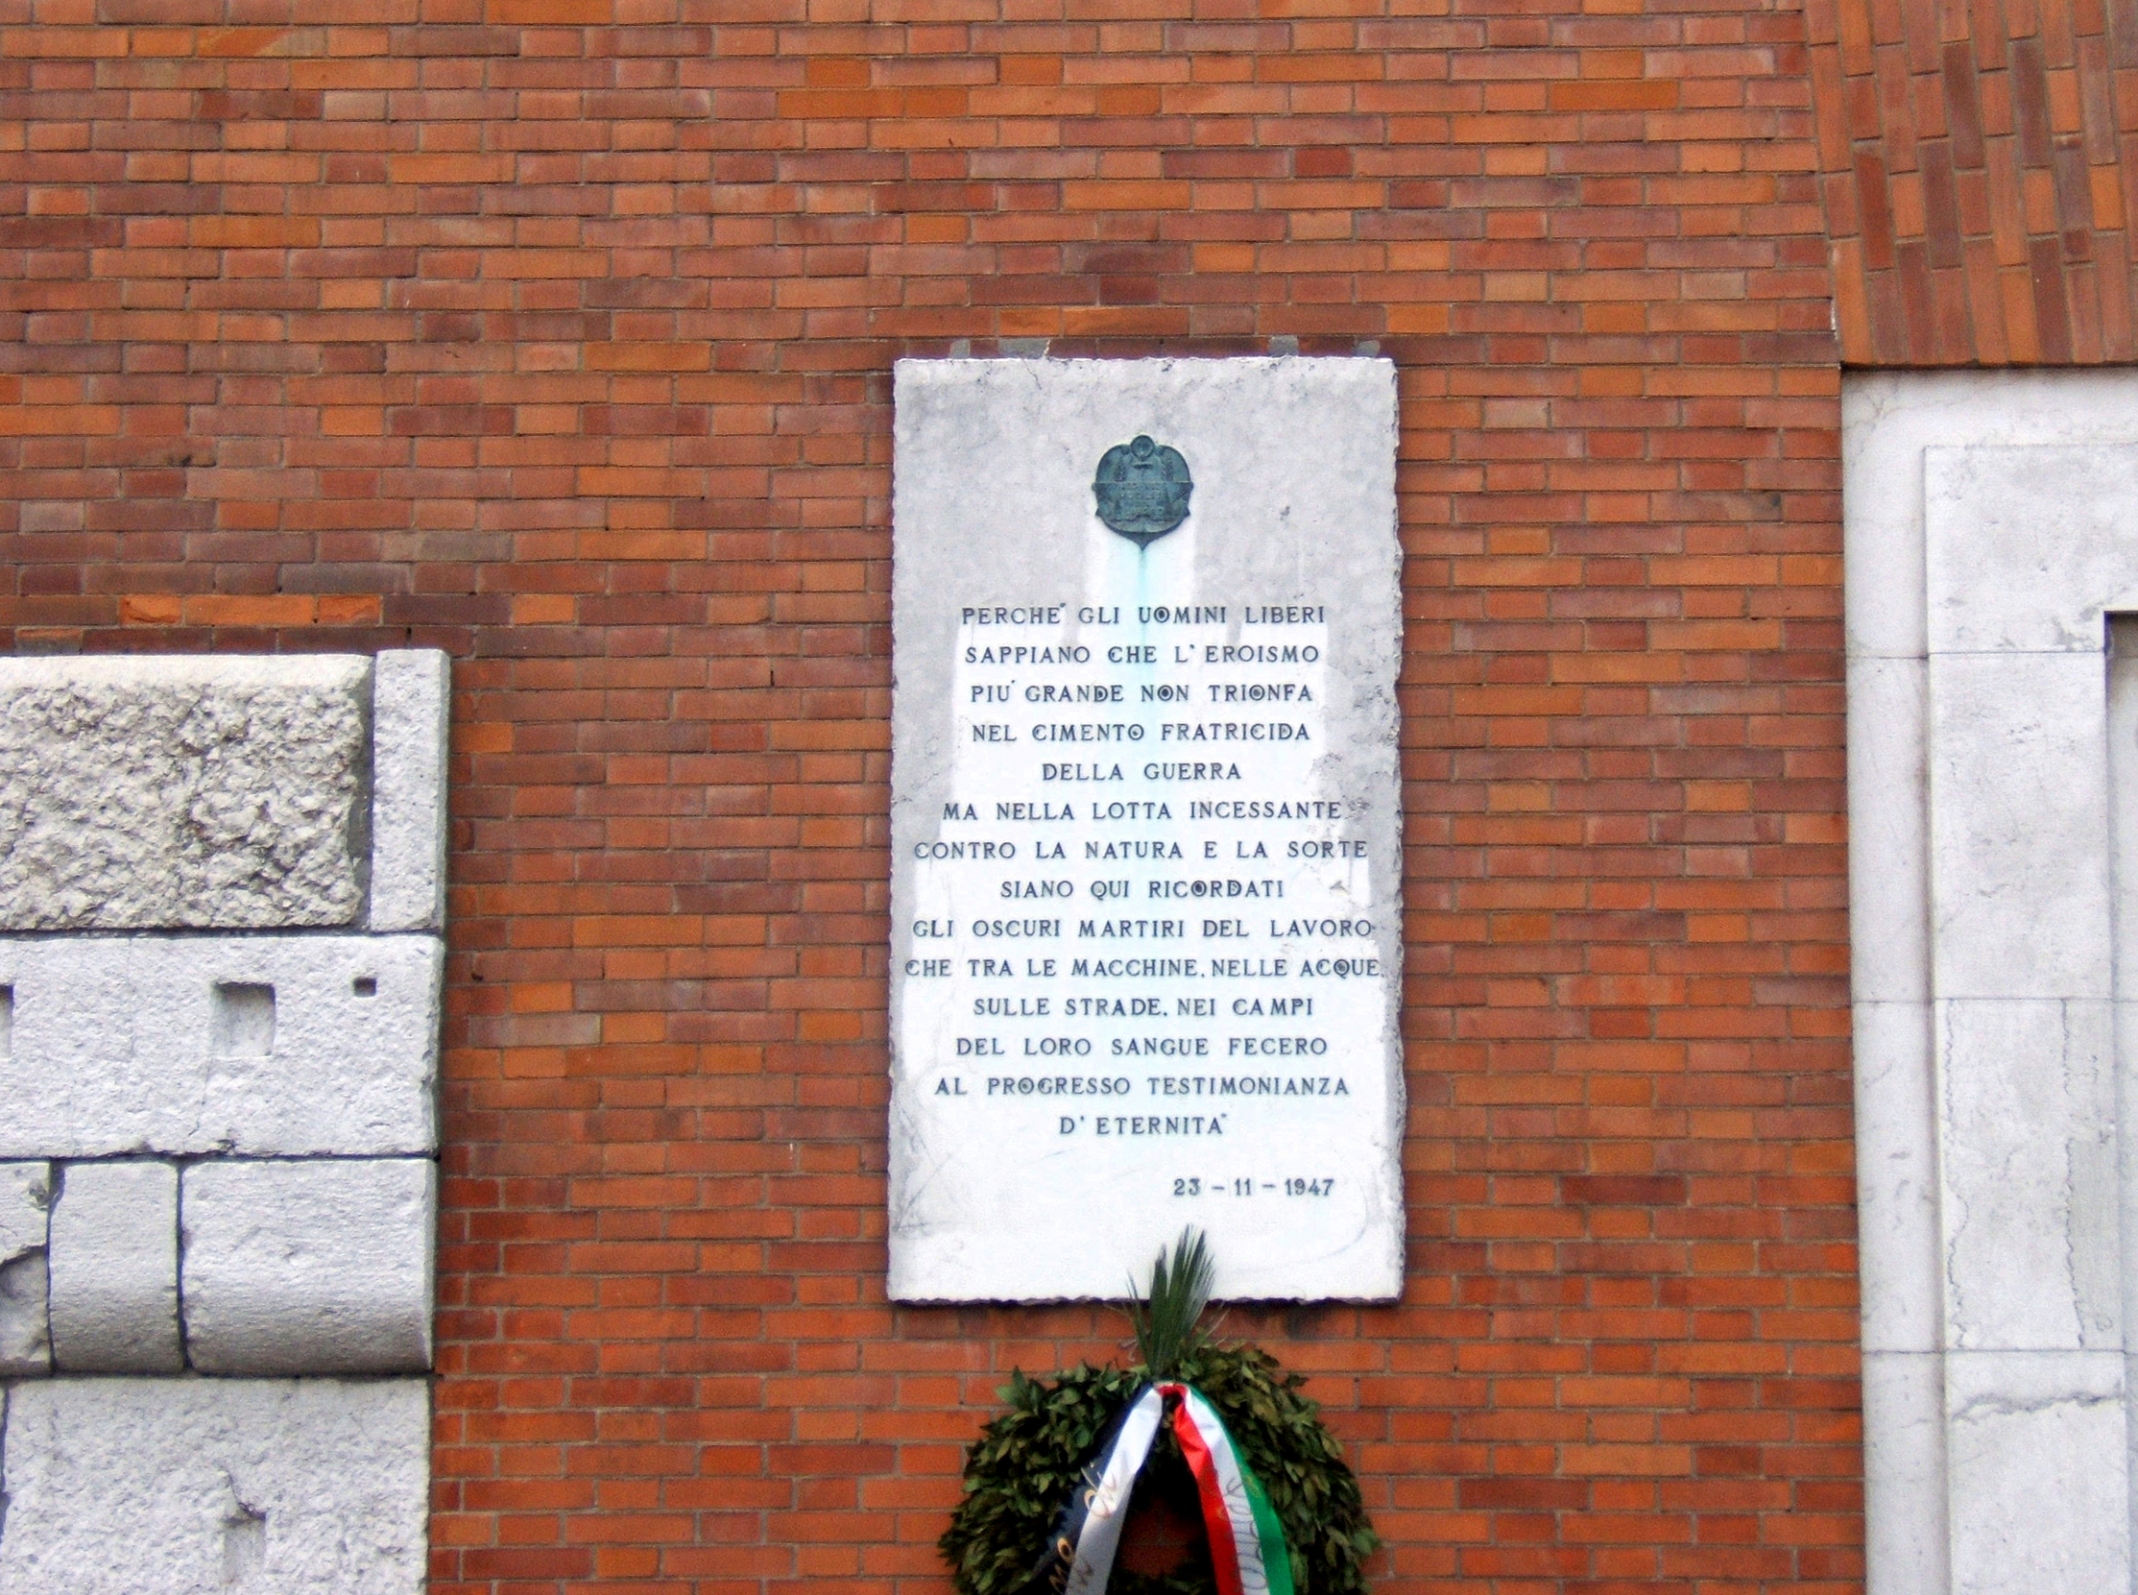 PERCHE´ GLI UOMINI LIBERI
SAPPIANO CHE L' EROISMO
PIU´ GRANDE NON TRIONFA
NEL CIMENTO FRATRICIDA
DELLA GUERRA
MA NELLA LOTTA INCESSANTE
CONTRO LA NATURA E LA SORTE
SIANO QUI RICORDATI
GLI OSCURI MARTIRI DEL LAVORO
CHE TRA LE MACCHINE, NELLE ACQUE,
SULLE STRADE, NEI CAMPI
DEL LORO SANGUE FECERO
AL PROGRESSO TESTIMONIANZA
D' ETERNITA´
23 - 11 - 1947